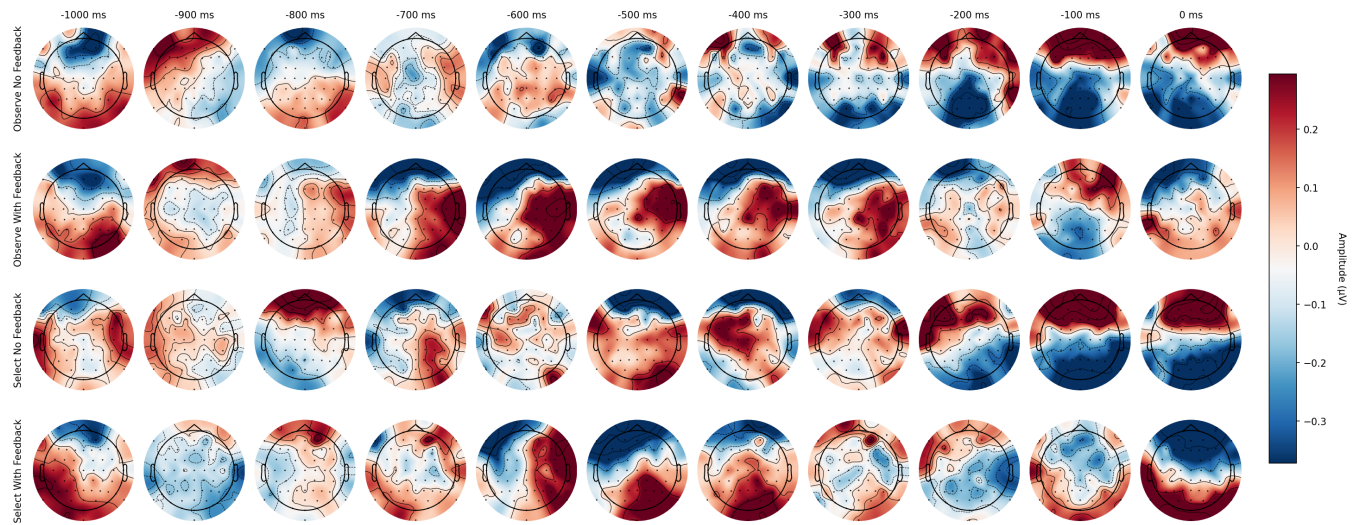 -1000 ms -900 ms -800 ms -700 ms -600 ms -500 ms -400 ms -300 ms -200 ms -100 ms 0 ms
Observe No Feedback
Observe With Feedback
Select No Feedback
Select With Feedback
0.2
0.1
0.0
−0.1
−0.2
−0.3
Amplitude (µV)